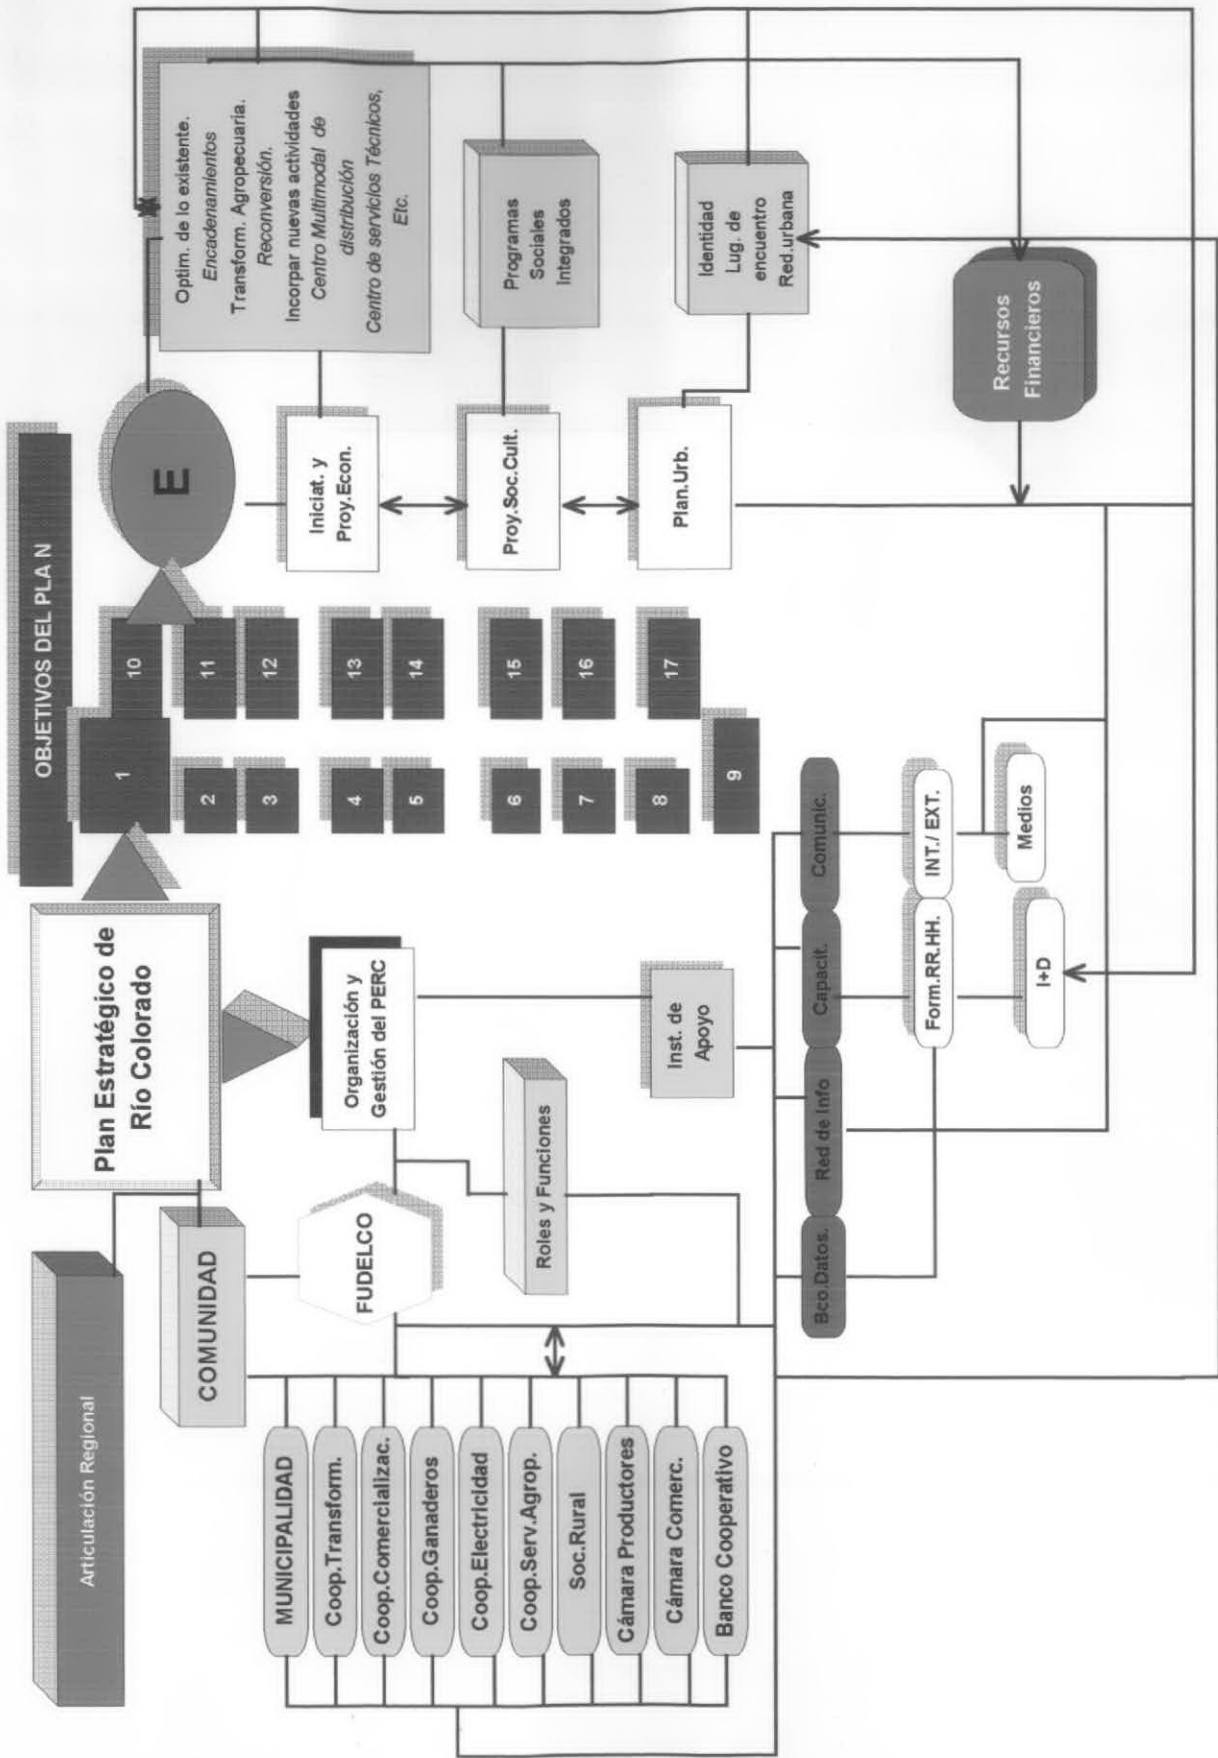 Articulación Regional
Plan Estratégico de
Río Colorado
OBJETIVOS DEL PLA N
COMUNIDAD
FUDELCO
Organización y
Gestión del PERC
Roles y Funciones
Inst. de
Apoyo
MUNICIPALIDAD
Coop.Transform.
Coop.Comercializac.
Coop.Ganaderos
Coop.Electricidad
Coop.Serv.Agrop.
Soc.Rural
Cámara Productores
Cámara Comerc.
Banco Cooperativo
1
2
3
4
5
6
7
8
9
10
11
12
13
14
15
16
17
E
Iniciat. y
Proy.Econ.
Proy.Soc.Cult.
Plan.Urb.
Optim. de lo existente.
Encadenamientos
Transform. Agropecuaria.
Reconversión.
Incorpar nuevas actividades
Centro Multimodal de
distribución
Centro de servicios Técnicos,
Etc.
Programas
Sociales
Integrados
Identidad
Lug. de
encuentro
Red.urbana
Recursos
Financieros
Bco.Datos.
Red de Info
Capacit.
Comunic.
Form.RR.HH.
INT./ EXT.
I+D
Medios